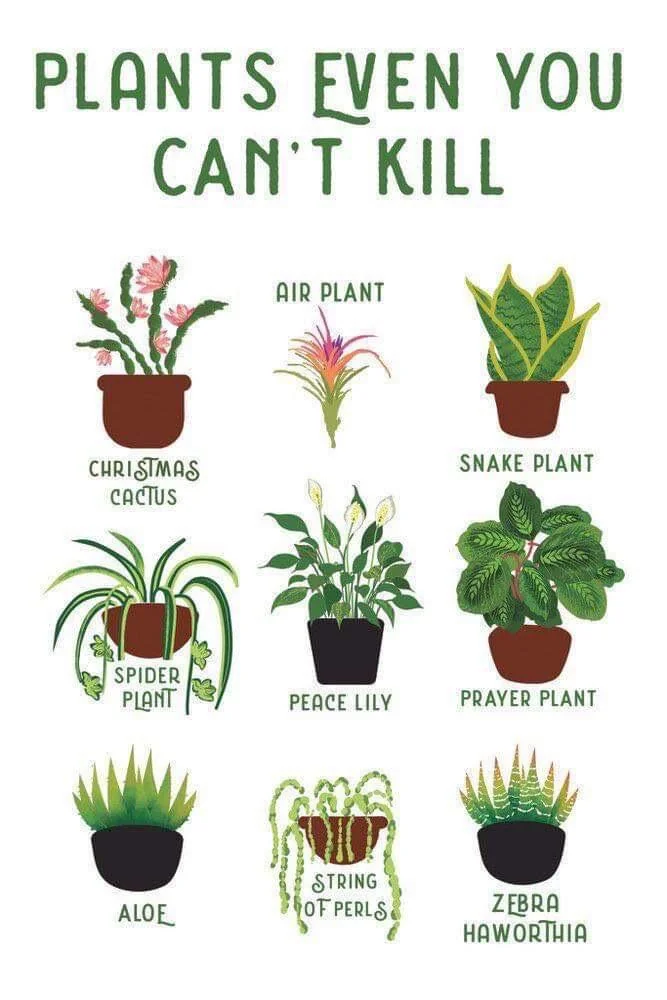 PLANTS EVEN YOU
CAN'T KILL
AIR PLANT
CHRISTMAS
CACTUS
SNAKE PLANT
SPIDER
PLANT
PEACE LILY
PRAYER PLANT
ALOE
STRING
OF PERLS
ZEBRA
HAWORTHIA